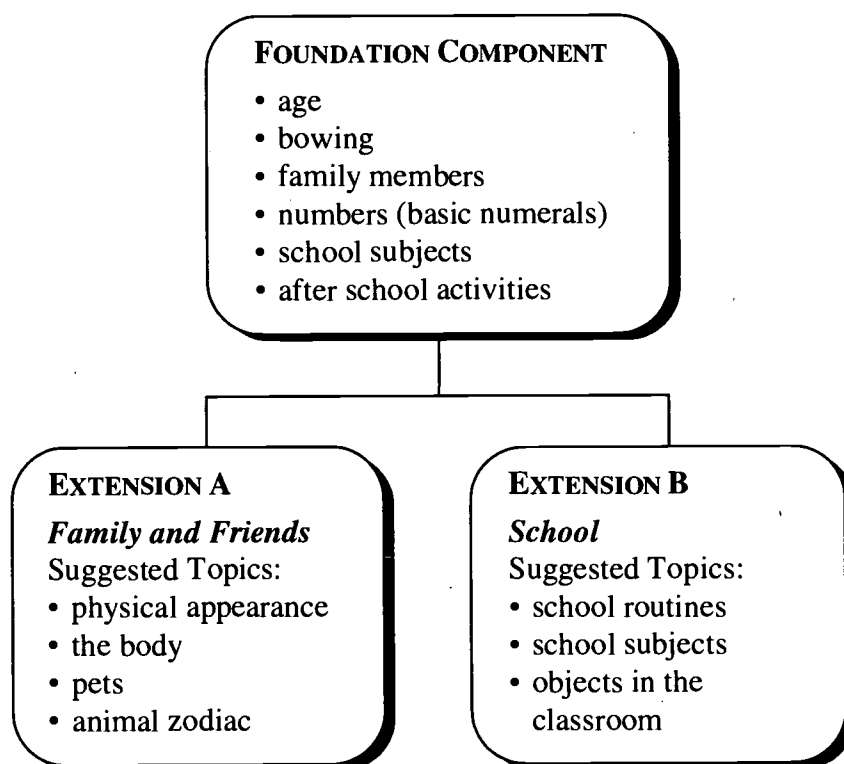 FOUNDATION COMPONENT
• age
• bowing
• family members
• numbers (basic numerals)
• school subjects
• after school activities
EXTENSION A
Family and Friends
Suggested Topics:
• physical appearance
• the body
• pets
• animal zodiac
EXTENSION B
School
Suggested Topics:
• school routines
• school subjects
• objects in the
classroom